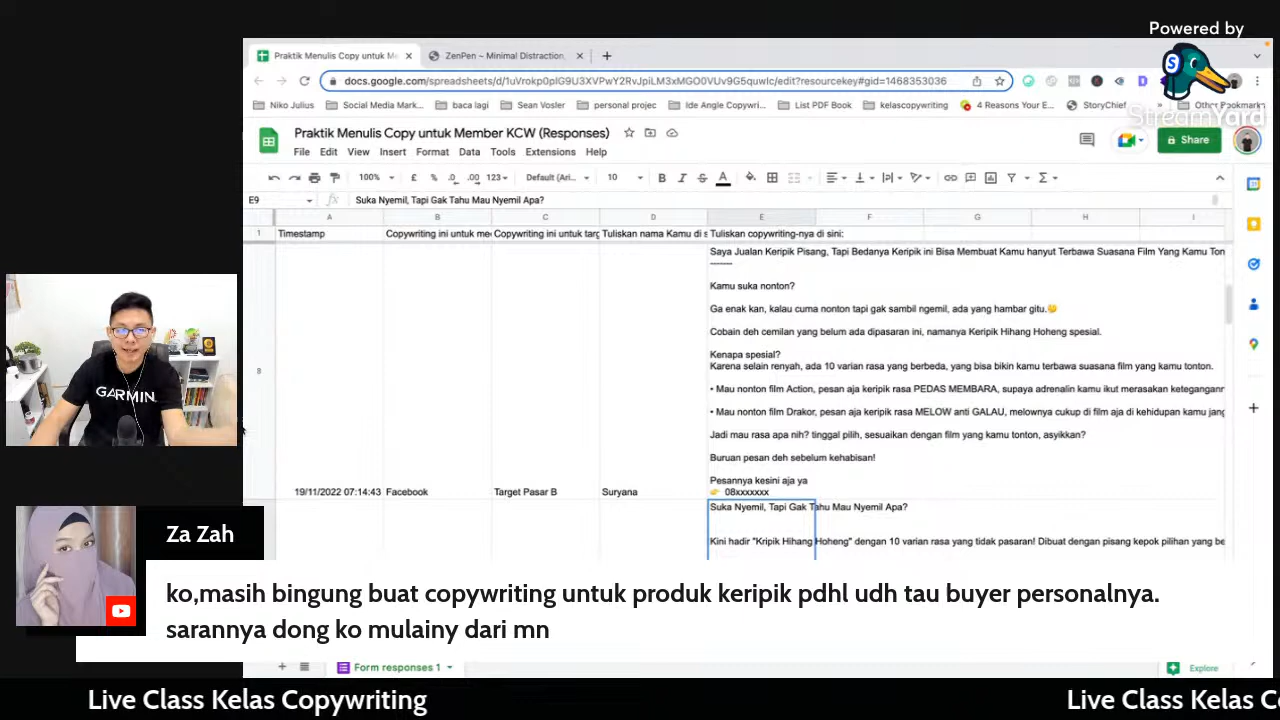 Powered by
StreamYard
Praktik Menulis Copy untuk Me
ZenPen ~ Minimal Distraction
docs.google.com/spreadsheets/d/1uVrokp0pIG9U3XVPwY2RvJpiLM3xMGO0VUv9G5quwlc/edit?resourcekey#gid=1468353036
Niko Julius
Social Media Mark...
baca lagi
Sean Vosler
personal projec
Ide Angle Copywri...
List PDF Book
kelascopywriting
4 Reasons Your E...
StoryChief
Other Bookmarks
Praktik Menulis Copy untuk Member KCW (Responses)
File Edit View Insert Format Data Tools Extensions Help
Share
100% £ % .0 .00 123 Default (Ari... 10 B I S A
E9 fx Suka Nyemil, Tapi Gak Tahu Mau Nyemil Apa?
A B C D E F G H I
1 Timestamp Copywriting ini untuk me Copywriting ini untuk targ Tuliskan nama Kamu di s Tuliskan copywriting-nya di sini:
Saya Jualan Keripik Pisang, Tapi Bedanya Keripik ini Bisa Membuat Kamu hanyut Terbawa Suasana Film Yang Kamu Ton
-------
Kamu suka nonton?
Ga enak kan, kalau cuma nonton tapi gak sambil ngemil, ada yang hambar gitu.
Cobain deh cemilan yang belum ada dipasaran ini, namanya Keripik Hihang Hoheng spesial.
Kenapa spesial?
Karena selain renyah, ada 10 varian rasa yang berbeda, yang bisa bikin kamu terbawa suasana film yang kamu tonton.
8
• Mau nonton film Action, pesan aja keripik rasa PEDAS MEMBARA, supaya adrenalin kamu ikut merasakan keteganganr
• Mau nonton film Drakor, pesan aja keripik rasa MELOW anti GALAU, melownya cukup di film aja di kehidupan kamu jang
Jadi mau rasa apa nih? tinggal pilih, sesuaikan dengan film yang kamu tonton, asyikkan?
Buruan pesan deh sebelum kehabisan!
Pesannya kesini aja ya
19/11/2022 07:14:43 Facebook Target Pasar B Suryana 👉 08xxxxxxx
Suka Nyemil, Tapi Gak Tahu Mau Nyemil Apa?
Kini hadir "Kripik Hihang Hoheng" dengan 10 varian rasa yang tidak pasaran! Dibuat dengan pisang kepok pilihan yang be
GARMIN
Za Zah
ko,masih bingung buat copywriting untuk produk keripik pdhl udh tau buyer personalnya.
sarannya dong ko mulainy dari mn
Form responses 1
Explore
Live Class Kelas Copywriting
Live Class Kelas C